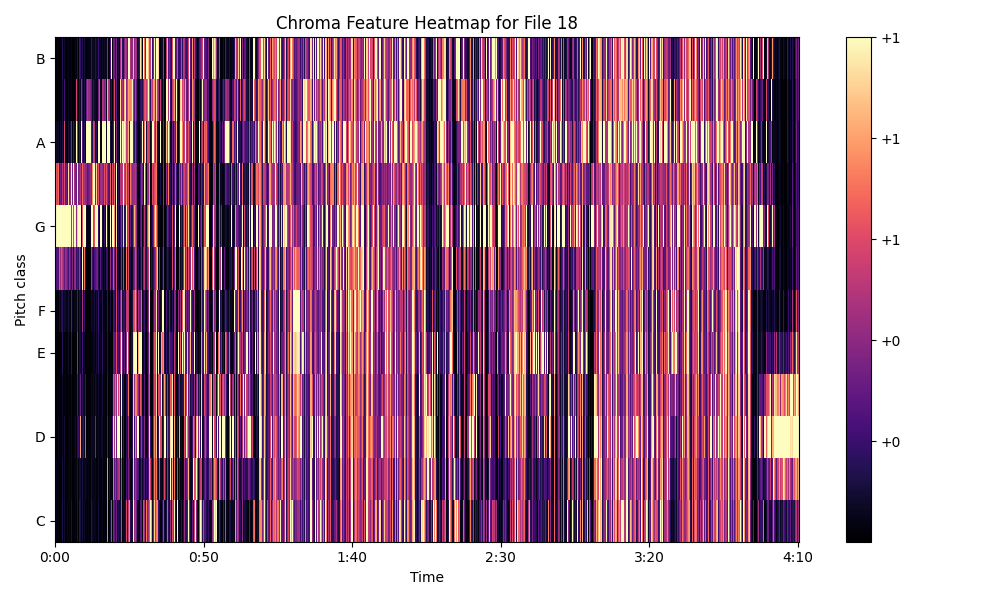 Chroma Feature Heatmap for File 18
Pitch class
B
A
G
F
E
D
C
0:00 0:50 1:40 2:30 3:20 4:10
Time
+1
+1
+1
+0
+0